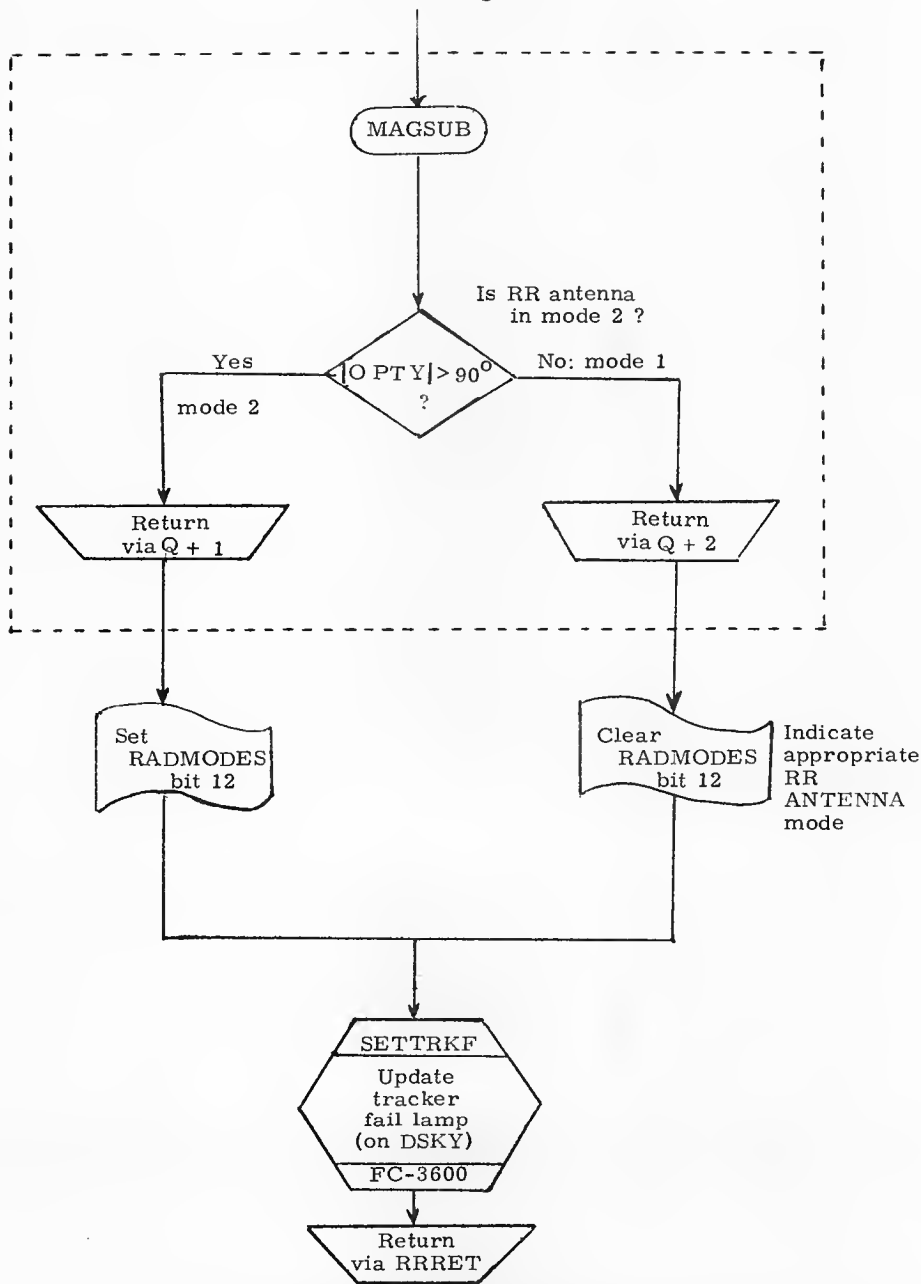 MAGSUB
Is RR antenna
in mode 2 ?
|O PTY| > 90°
?
Yes
mode 2
No: mode 1
Return
via Q + 1
Return
via Q + 2
Set
RADMODES
bit 12
Clear
RADMODES
bit 12
Indicate
appropriate
RR
ANTENNA
mode
SETTRKF
Update
tracker
fail lamp
(on DSKY)
FC-3600
Return
via RRRET